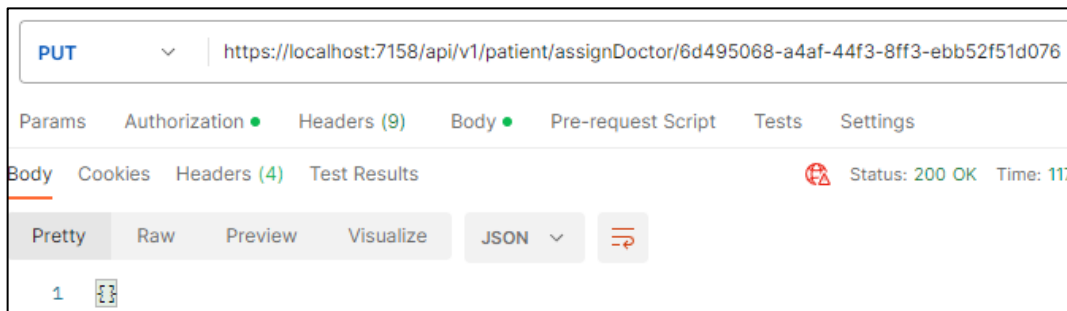 PUT https://localhost:7158/api/v1/patient/assignDoctor/6d495068-a4af-44f3-8ff3-ebb52f51d076
Params Authorization Headers (9) Body Pre-request Script Tests Settings
Body Cookies Headers (4) Test Results Status: 200 OK Time: 117
Pretty Raw Preview Visualize JSON
1 {}